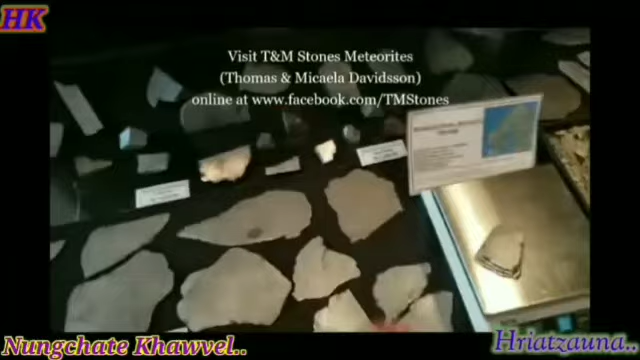 HK
Visit T&M Stones Meteorites
(Thomas & Micaela Davidsson)
online at www.facebook.com/TMStones
Nungchate Khawvel..
Hriatzauna..